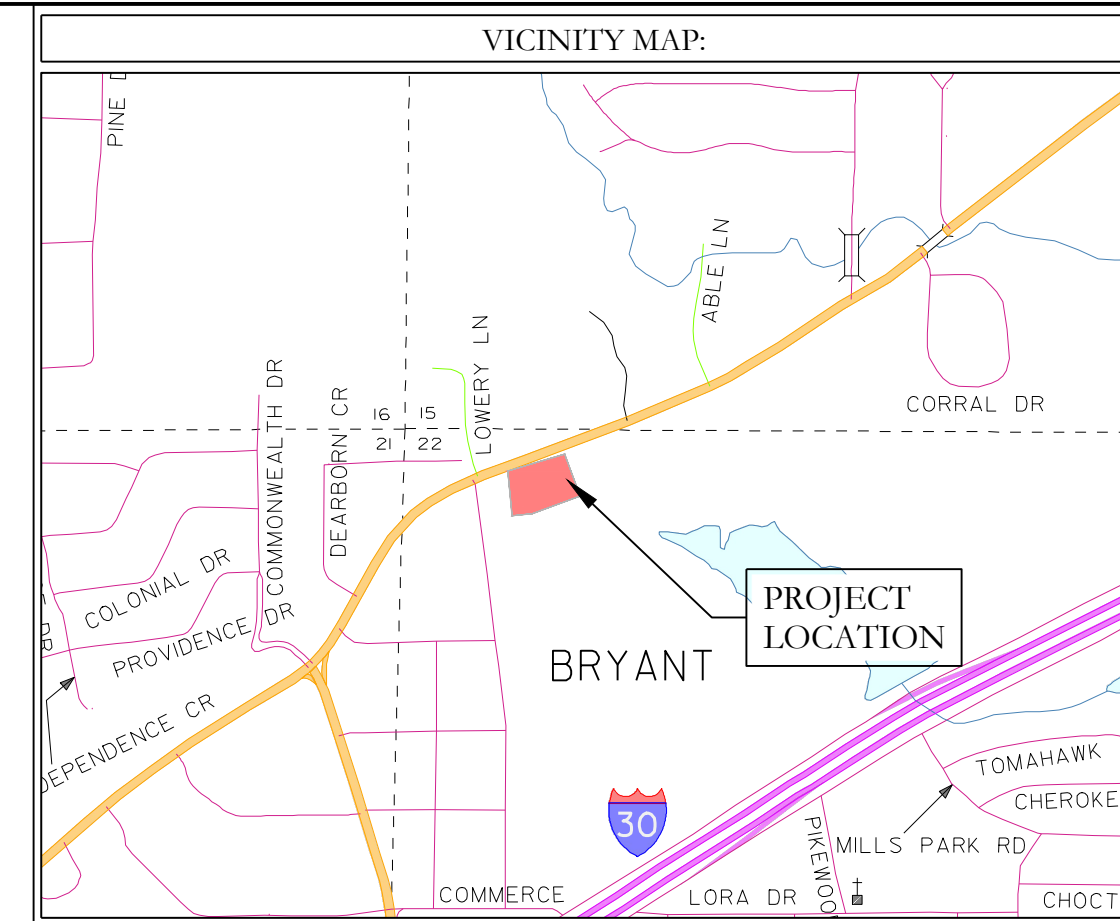 VICINITY MAP:
PINE
ABLE LN
LOWERY LN
CORRAL DR
COMMONWEALTH DR
DEARBORN CR
16 15
21 22
COLONIAL DR
PROVIDENCE DR
DR
DEPENDENCE CR
PROJECT
LOCATION
BRYANT
30
TOMAHAWK
CHEROKE
MILLS PARK RD
PIKEWOO
COMMERCE
LORA DR
CHOCT